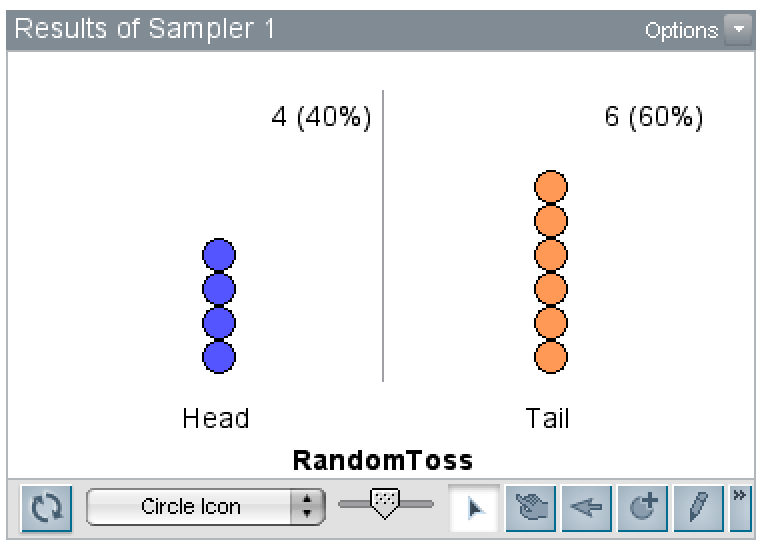 Results of Sampler 1
Options
4 (40%)
6 (60%)
Head
Tail
RandomToss
Circle Icon
»